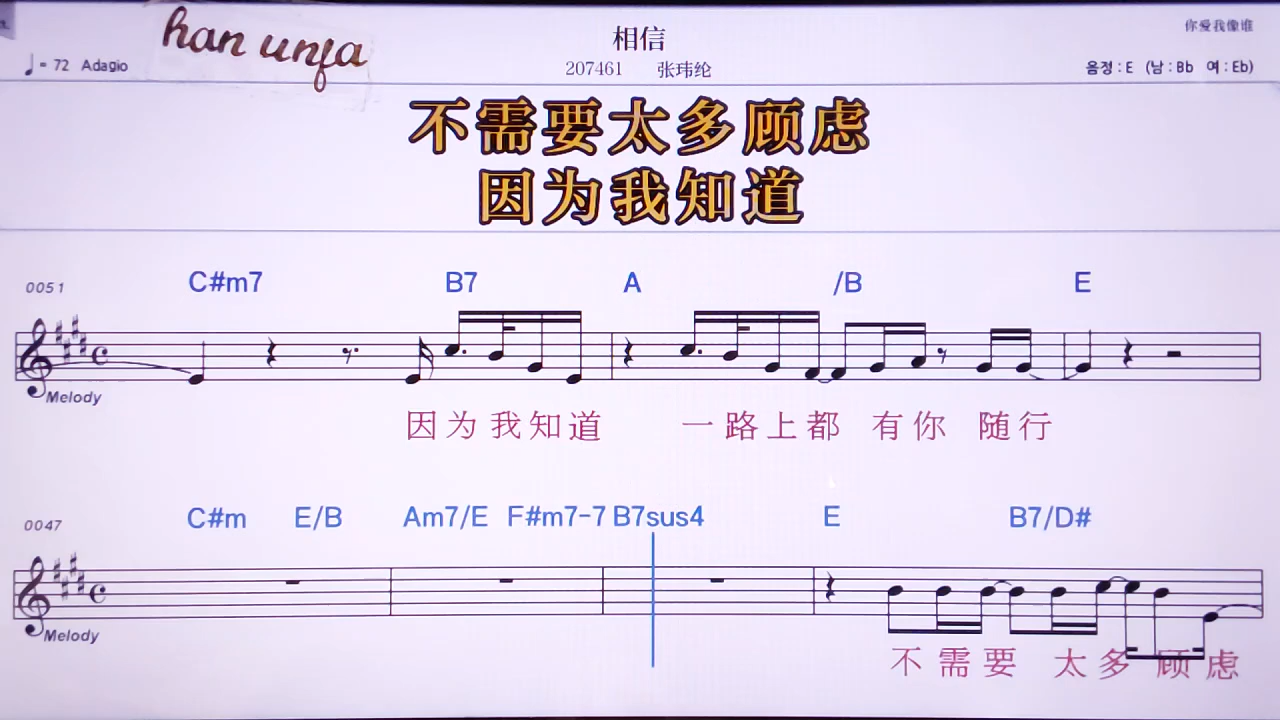 han unfa
相信
你爱我像谁
♩= 72 Adagio
207461 张玮纶
음정 : E (남 : Bb 여 : Eb)
不需要太多顾虑
因为我知道
0051 C#m7 B7 A /B E
Melody
因为我知道 一路上都 有你 随行
0047 C#m E/B Am7/E F#m7-7 B7sus4 E B7/D#
Melody
不需要 太多 顾虑